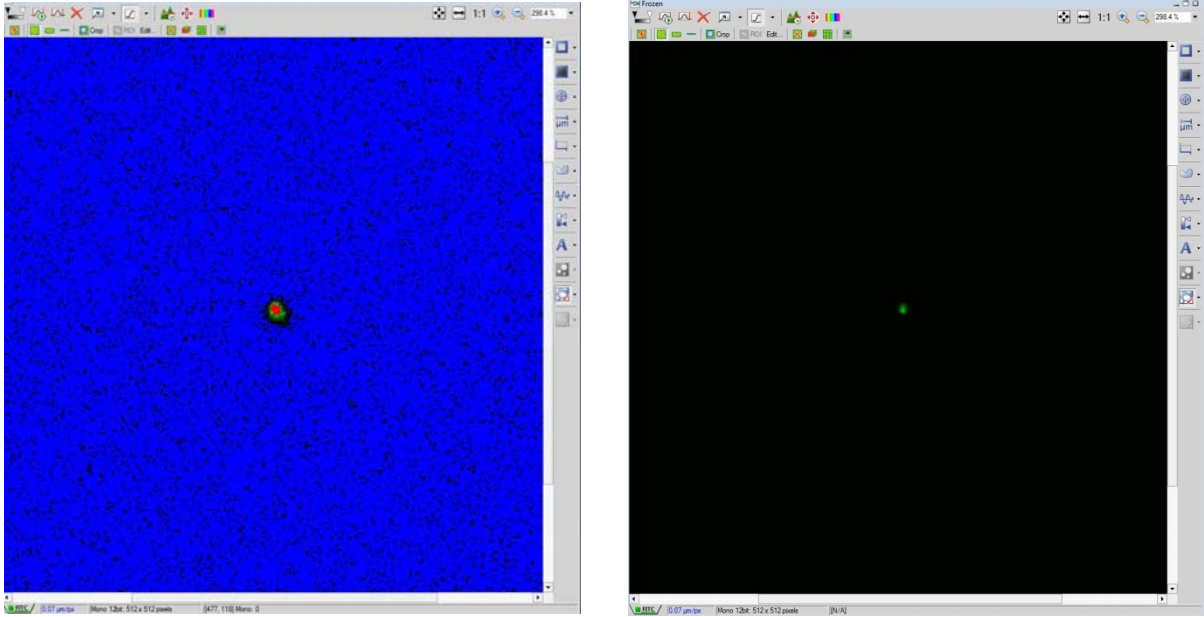 1:1 298.4 %
Crop ROI Edit...
µm
A
FITC 0.07 µm/px Mono 12bit: 512 x 512 pixels [477, 118] Mono: 0
Frozen
1:1 298.4 %
Crop ROI Edit...
µm
A
FITC 0.07 µm/px Mono 12bit: 512 x 512 pixels [N/A]